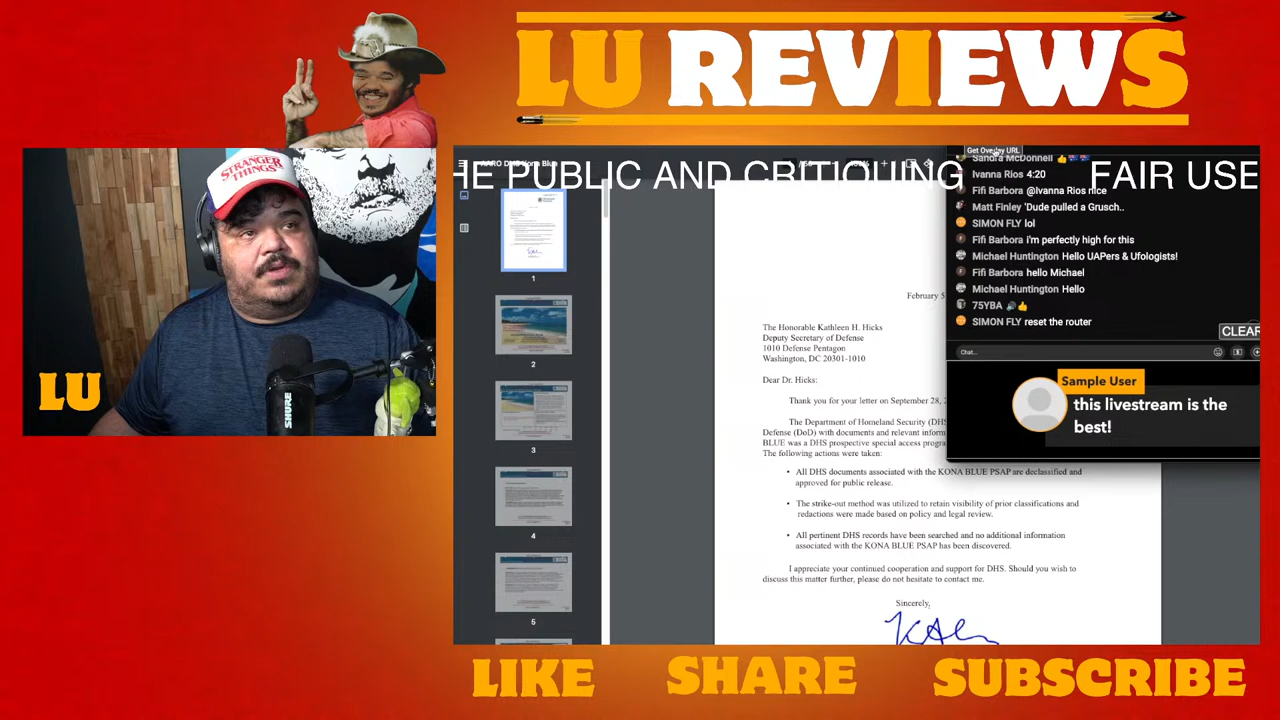 LU REVIEWS
STRANGER
THINGS
LU
SHURE
HE PUBLIC AND CRITIQUING
FAIR USE
1
2
3
4
5
February 5
The Honorable Kathleen H. Hicks
Deputy Secretary of Defense
1010 Defense Pentagon
Washington, DC 20301-1010
Dear Dr. Hicks:
Thank you for your letter on September 28, 2
The Department of Homeland Security (DHS
Defense (DoD) with documents and relevant inform
BLUE was a DHS prospective special access progra
The following actions were taken:
• All DHS documents associated with the KONA BLUE PSAP are declassified and
approved for public release.
• The strike-out method was utilized to retain visibility of prior classifications and
redactions were made based on policy and legal review.
• All pertinent DHS records have been searched and no additional information
associated with the KONA BLUE PSAP has been discovered.
I appreciate your continued cooperation and support for DHS. Should you wish to
discuss this matter further, please do not hesitate to contact me.
Sincerely,
Get Overlay URL
Sandra McDonnell 👍
Ivanna Rios 4:20
Fifi Barbora @Ivanna Rios nice
Matt Finley 'Dude pulled a Grusch..
SIMON FLY lol
Fifi Barbora i'm perfectly high for this
Michael Huntington Hello UAPers & Ufologists!
Fifi Barbora hello Michael
Michael Huntington Hello
75YBA 🔊👍
SIMON FLY reset the router
CLEAR
Chat...
Sample User
this livestream is the
best!
LIKE SHARE SUBSCRIBE